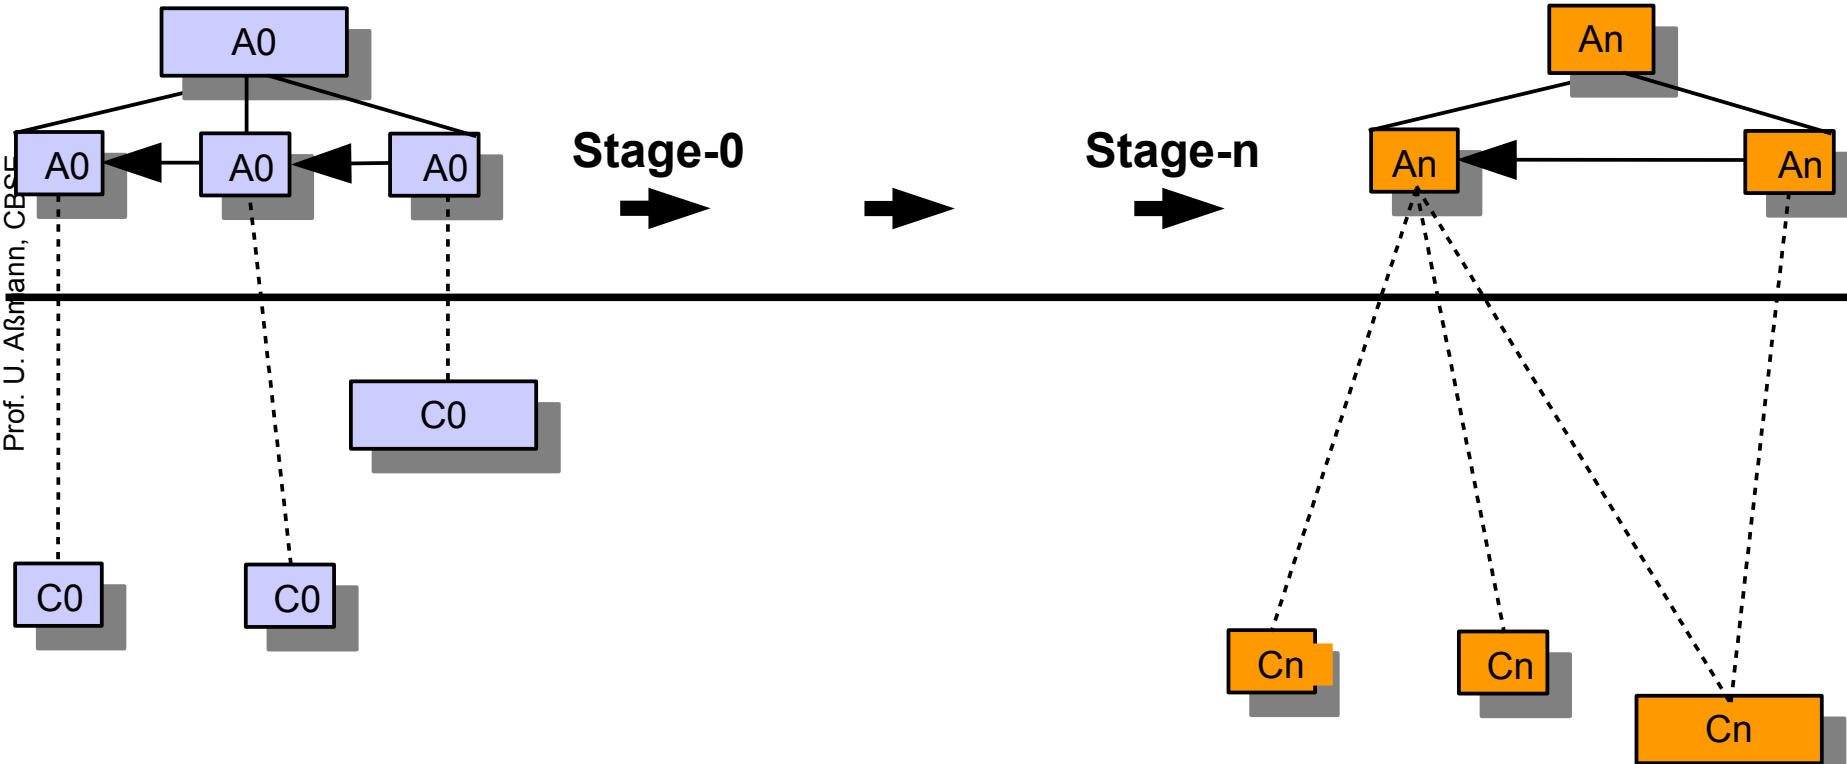 A0
An
A0
A0
A0
Stage-0
Stage-n
An
An
Prof. U. Aßmann, CBSE
C0
C0
C0
Cn
Cn
Cn